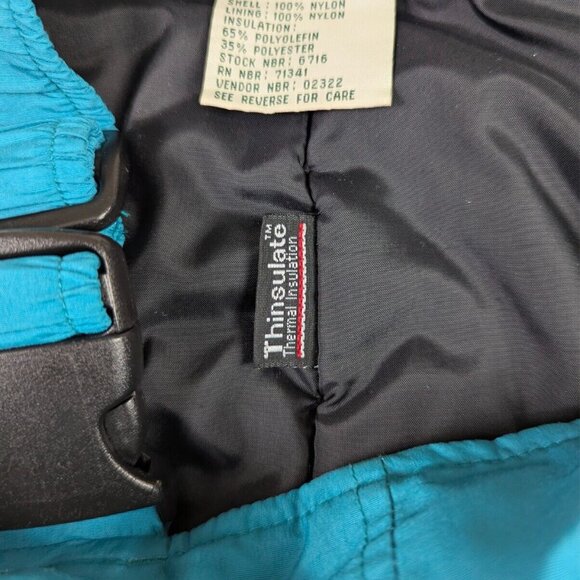 SHELL: 100% NYLON
LINING: 100% NYLON
INSULATION:
65% POLYOLEFIN
35% POLYESTER
STOCK NBR: 6716
RN NBR: 71341
VENDOR NBR: 02322
SEE REVERSE FOR CARE
Thinsulate™
Thermal Insulation